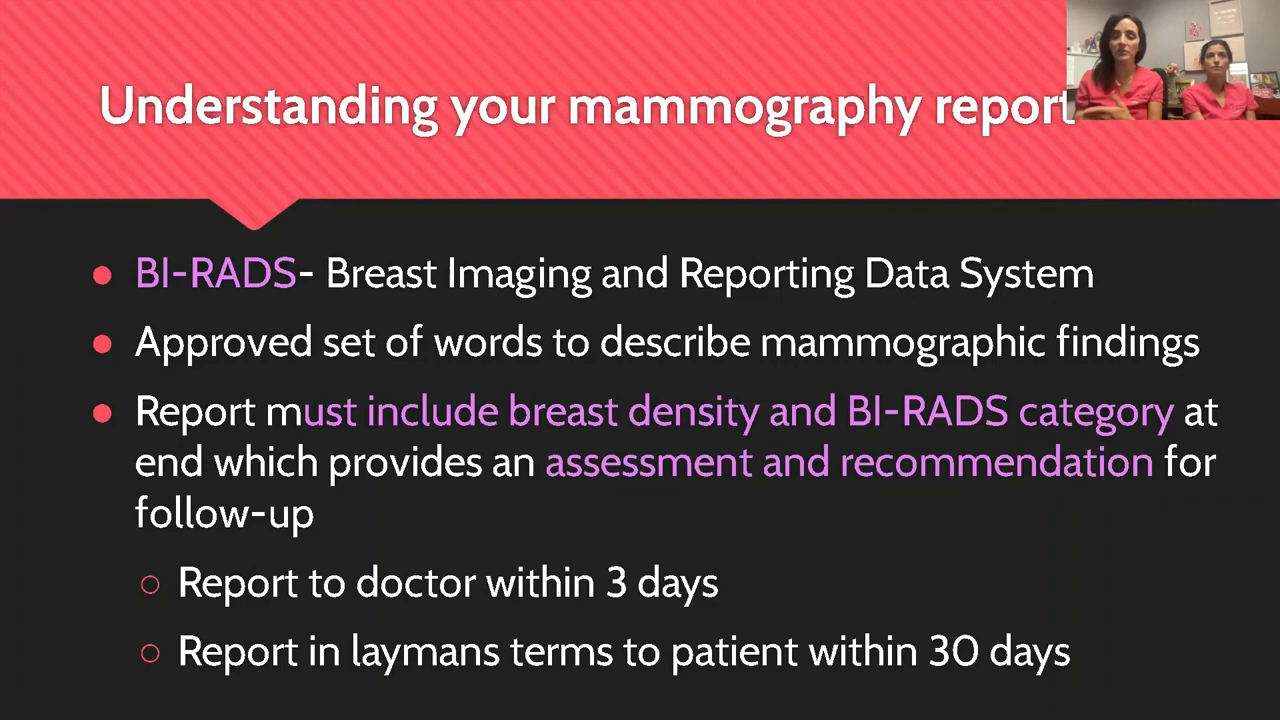 Understanding your mammography report
BI-RADS- Breast Imaging and Reporting Data System
Approved set of words to describe mammographic findings
Report must include breast density and BI-RADS category at
end which provides an assessment and recommendation for
follow-up
Report to doctor within 3 days
Report in laymans terms to patient within 30 days